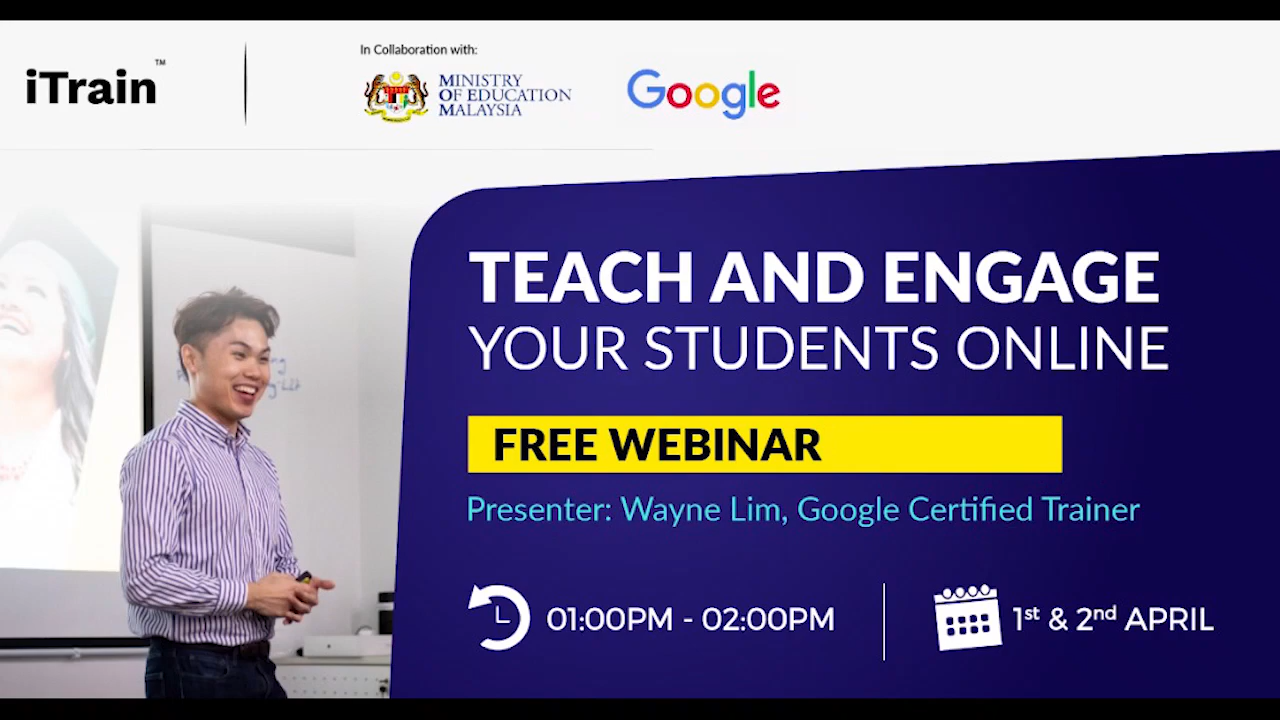 iTrain™
In Collaboration with:
MINISTRY
OF EDUCATION
MALAYSIA
Google
TEACH AND ENGAGE
YOUR STUDENTS ONLINE
FREE WEBINAR
Presenter: Wayne Lim, Google Certified Trainer
01:00PM - 02:00PM
1st & 2nd APRIL